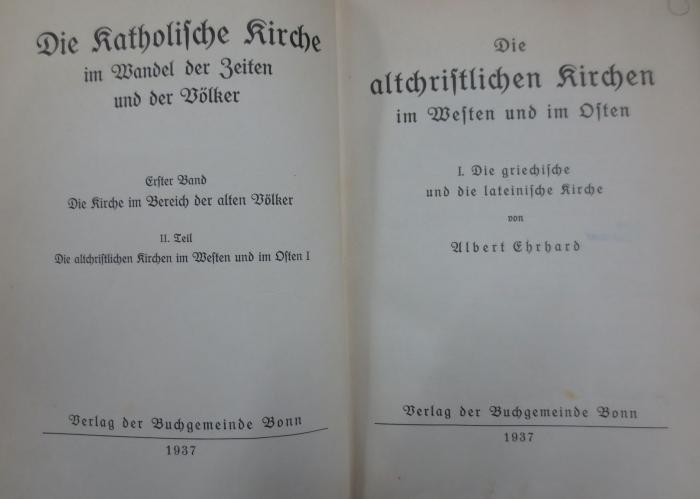 Die Katholische Kirche
im Wandel der Zeiten
und der Völker
Erster Band
Die Kirche im Bereich der alten Völker
II. Teil
Die altchristlichen Kirchen im Westen und im Osten I
Verlag der Buchgemeinde Bonn
1937
Die
altchristlichen Kirchen
im Westen und im Osten
I. Die griechische
und die lateinische Kirche
von
Albert Ehrhard
Verlag der Buchgemeinde Bonn
1937